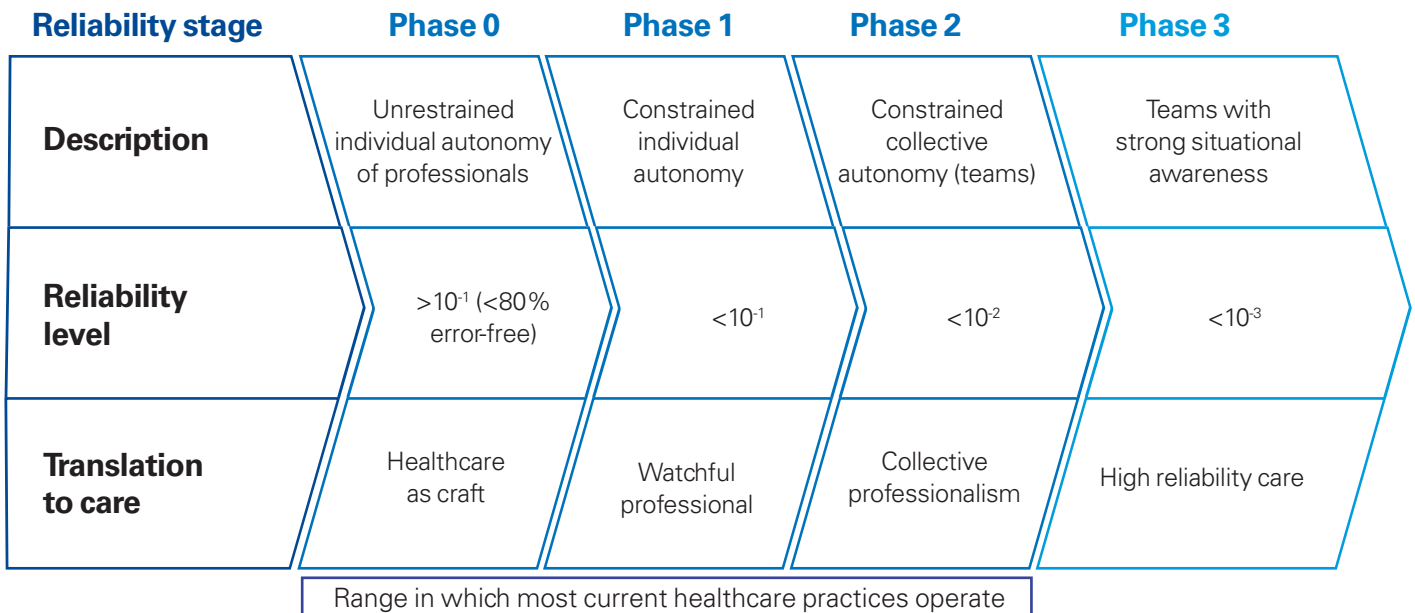 Reliability stage
Phase 0
Phase 1
Phase 2
Phase 3
Description
Unrestrained
individual autonomy
of professionals
Constrained
individual
autonomy
Constrained
collective
autonomy (teams)
Teams with
strong situational
awareness
Reliability
level
>10⁻¹ (<80%
error-free)
<10⁻¹
<10⁻²
<10⁻³
Translation
to care
Healthcare
as craft
Watchful
professional
Collective
professionalism
High reliability care
Range in which most current healthcare practices operate